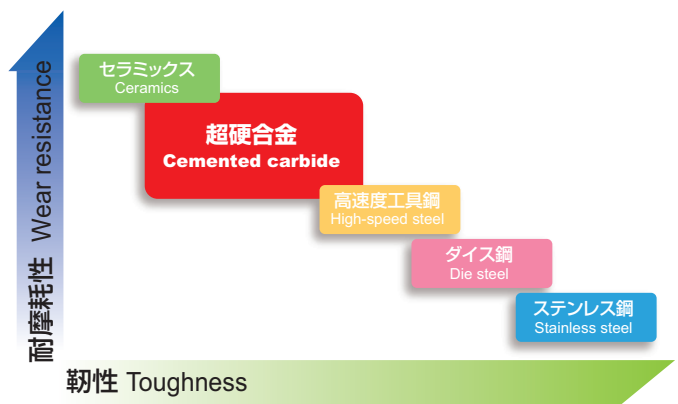 セラミックス
Ceramics
超硬合金
Cemented carbide
高速度工具鋼
High-speed steel
ダイス鋼
Die steel
ステンレス鋼
Stainless steel
耐摩耗性 Wear resistance
靭性 Toughness